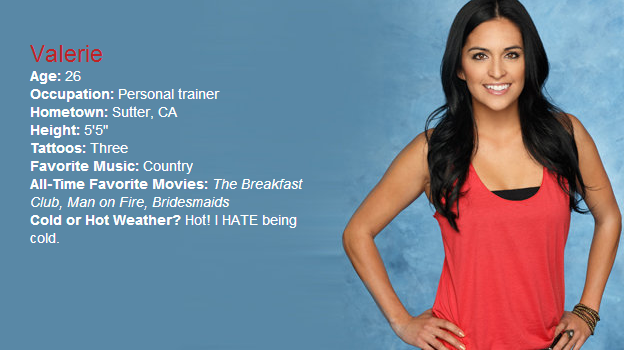 Valerie
Age: 26
Occupation: Personal trainer
Hometown: Sutter, CA
Height: 5'5"
Tattoos: Three
Favorite Music: Country
All-Time Favorite Movies: The Breakfast
Club, Man on Fire, Bridesmaids
Cold or Hot Weather? Hot! I HATE being
cold.